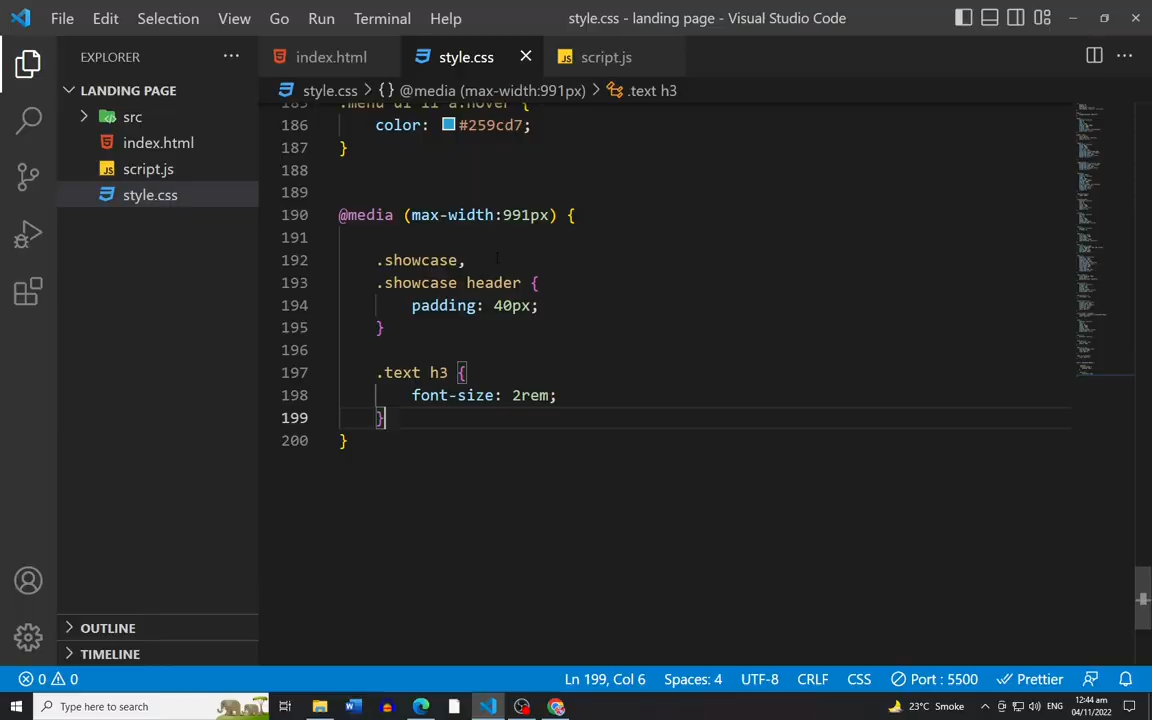 File Edit Selection View Go Run Terminal Help
style.css - landing page - Visual Studio Code
EXPLORER
LANDING PAGE
src
index.html
script.js
style.css
OUTLINE
TIMELINE
index.html
style.css
script.js
style.css > {} @media (max-width:991px) > .text h3
185 .menu ul li a:hover {
186 color: #259cd7;
187 }
188
189
190 @media (max-width:991px) {
191
192 .showcase,
193 .showcase header {
194 padding: 40px;
195 }
196
197 .text h3 {
198 font-size: 2rem;
199 }
200 }
0 0
Ln 199, Col 6 Spaces: 4 UTF-8 CRLF CSS Port : 5500 Prettier
Type here to search
23°C Smoke
ENG
12:44 am
04/11/2022